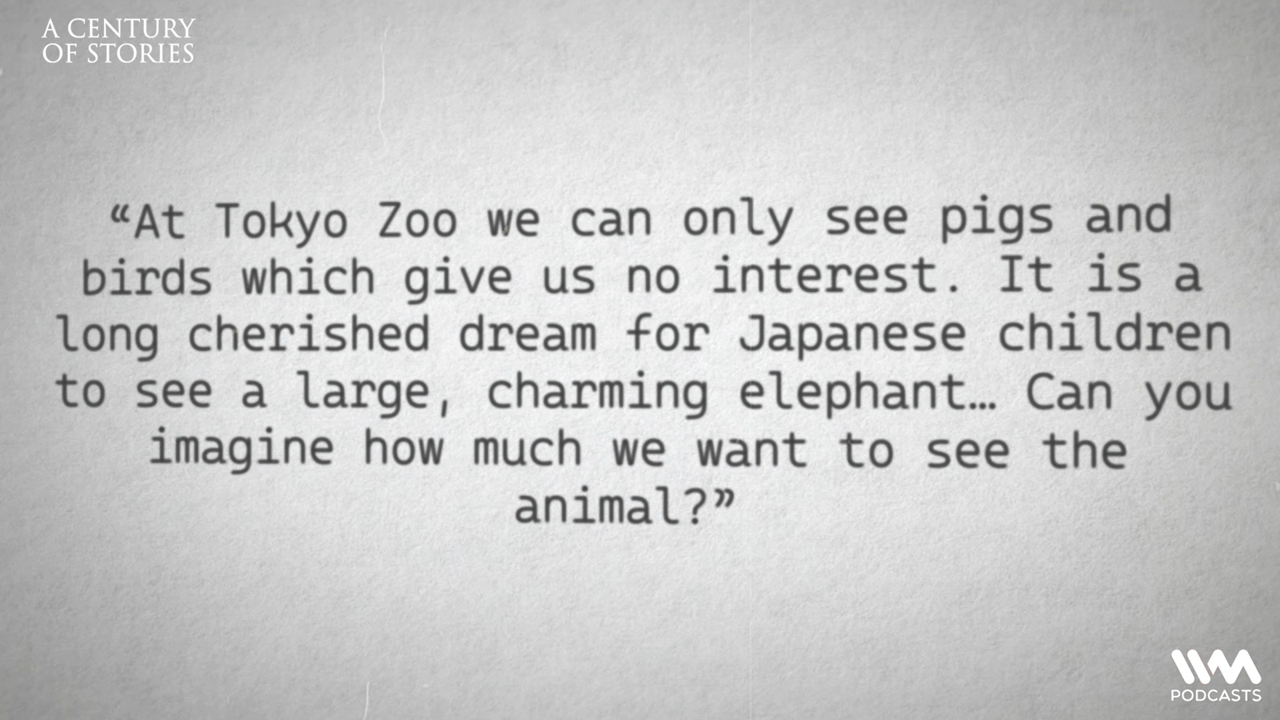 A CENTURY
OF STORIES
“At Tokyo Zoo we can only see pigs and
birds which give us no interest. It is a
long cherished dream for Japanese children
to see a large, charming elephant… Can you
imagine how much we want to see the
animal?”
IVM
PODCASTS